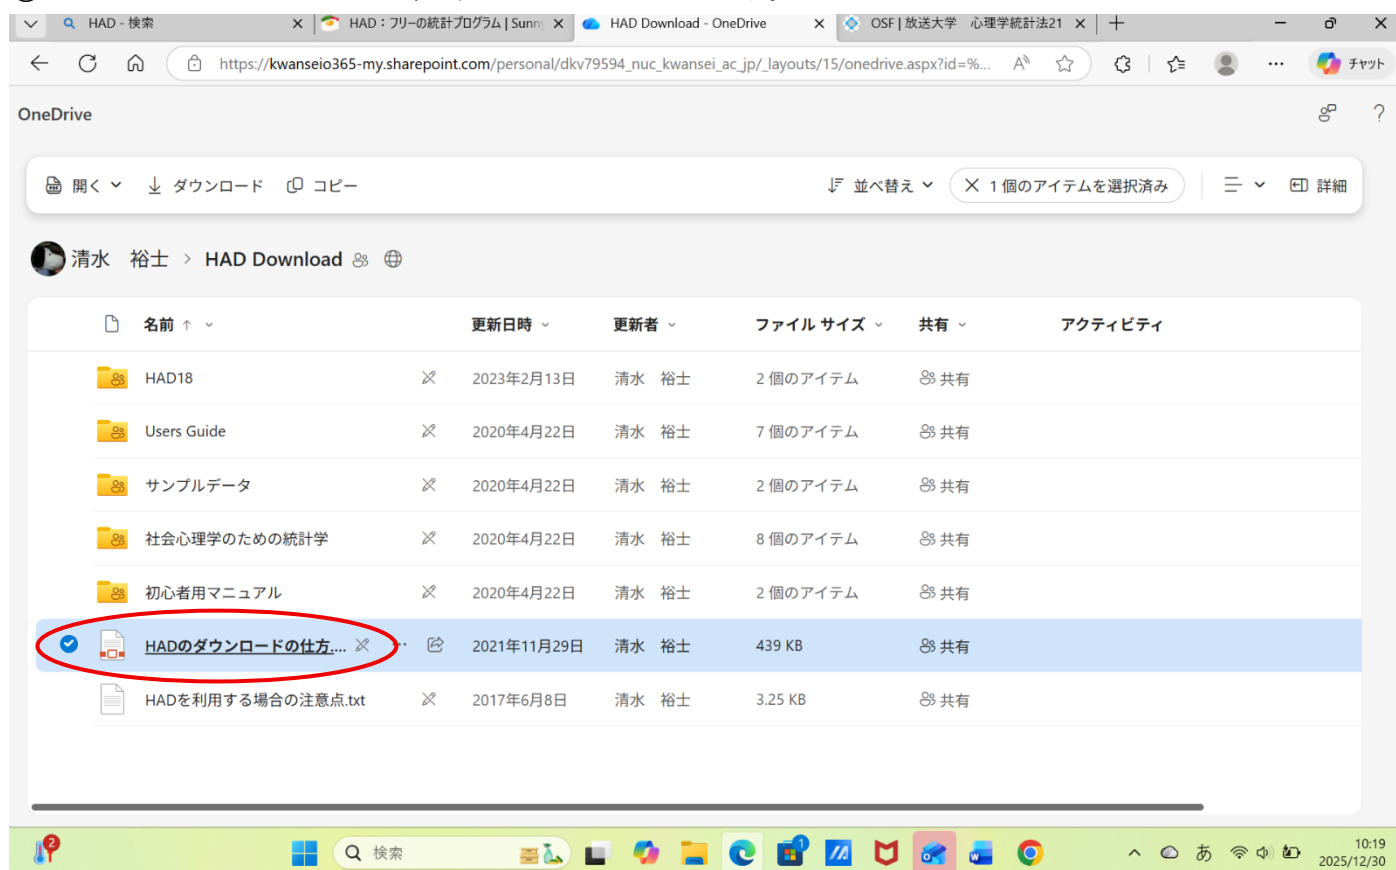 HAD - 検索
HAD：フリーの統計プログラム | Sunn
HAD Download - OneDrive
OSF | 放送大学　心理学統計法21
https://kwanseio365-my.sharepoint.com/personal/dkv79594_nuc_kwansei_ac_jp/_layouts/15/onedrive.aspx?id=%...
チャット
OneDrive
開く ダウンロード コピー 並べ替え 1 個のアイテムを選択済み 詳細
清水　裕士 > HAD Download
名前 更新日時 更新者 ファイル サイズ 共有 アクティビティ
HAD18 2023年2月13日 清水　裕士 2 個のアイテム 共有
Users Guide 2020年4月22日 清水　裕士 7 個のアイテム 共有
サンプルデータ 2020年4月22日 清水　裕士 2 個のアイテム 共有
社会心理学のための統計学 2020年4月22日 清水　裕士 8 個のアイテム 共有
初心者用マニュアル 2020年4月22日 清水　裕士 2 個のアイテム 共有
HADのダウンロードの仕方.... 2021年11月29日 清水　裕士 439 KB 共有
HADを利用する場合の注意点.txt 2017年6月8日 清水　裕士 3.25 KB 共有
2 検索 1 あ 10:19
2025/12/30